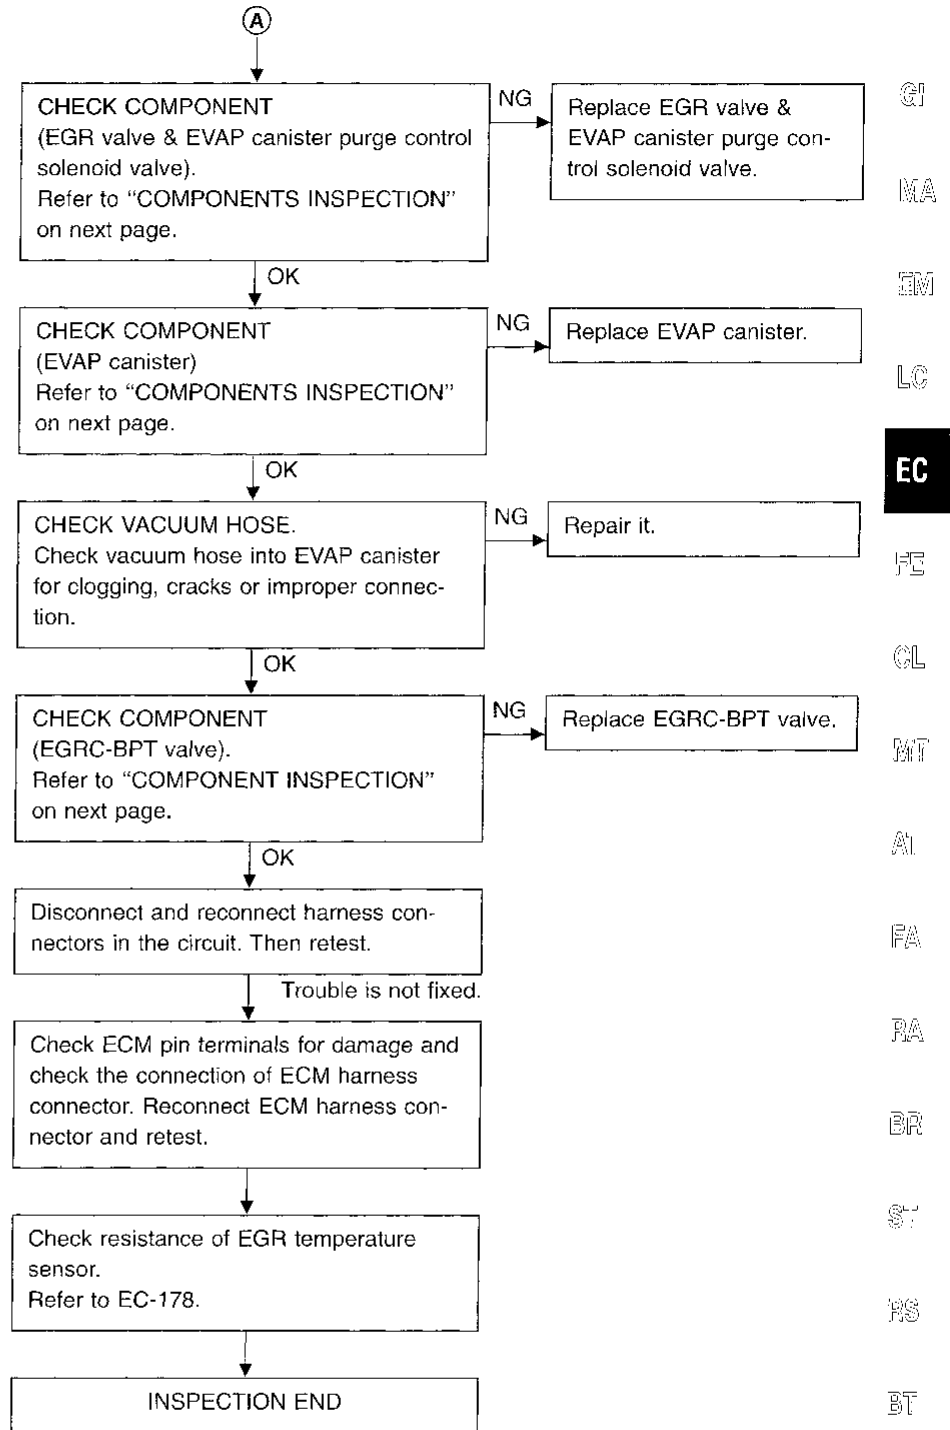 A
CHECK COMPONENT
(EGR valve & EVAP canister purge control
solenoid valve).
Refer to “COMPONENTS INSPECTION”
on next page.
NG
Replace EGR valve &
EVAP canister purge con-
trol solenoid valve.
OK
CHECK COMPONENT
(EVAP canister)
Refer to “COMPONENTS INSPECTION”
on next page.
NG
Replace EVAP canister.
OK
CHECK VACUUM HOSE.
Check vacuum hose into EVAP canister
for clogging, cracks or improper connec-
tion.
NG
Repair it.
OK
CHECK COMPONENT
(EGRC-BPT valve).
Refer to “COMPONENT INSPECTION”
on next page.
NG
Replace EGRC-BPT valve.
OK
Disconnect and reconnect harness con-
nectors in the circuit. Then retest.
Trouble is not fixed.
Check ECM pin terminals for damage and
check the connection of ECM harness
connector. Reconnect ECM harness con-
nector and retest.
Check resistance of EGR temperature
sensor.
Refer to EC-178.
INSPECTION END
GI
MA
EM
LC
EC
FE
CL
MT
AT
FA
RA
BR
ST
RS
BT